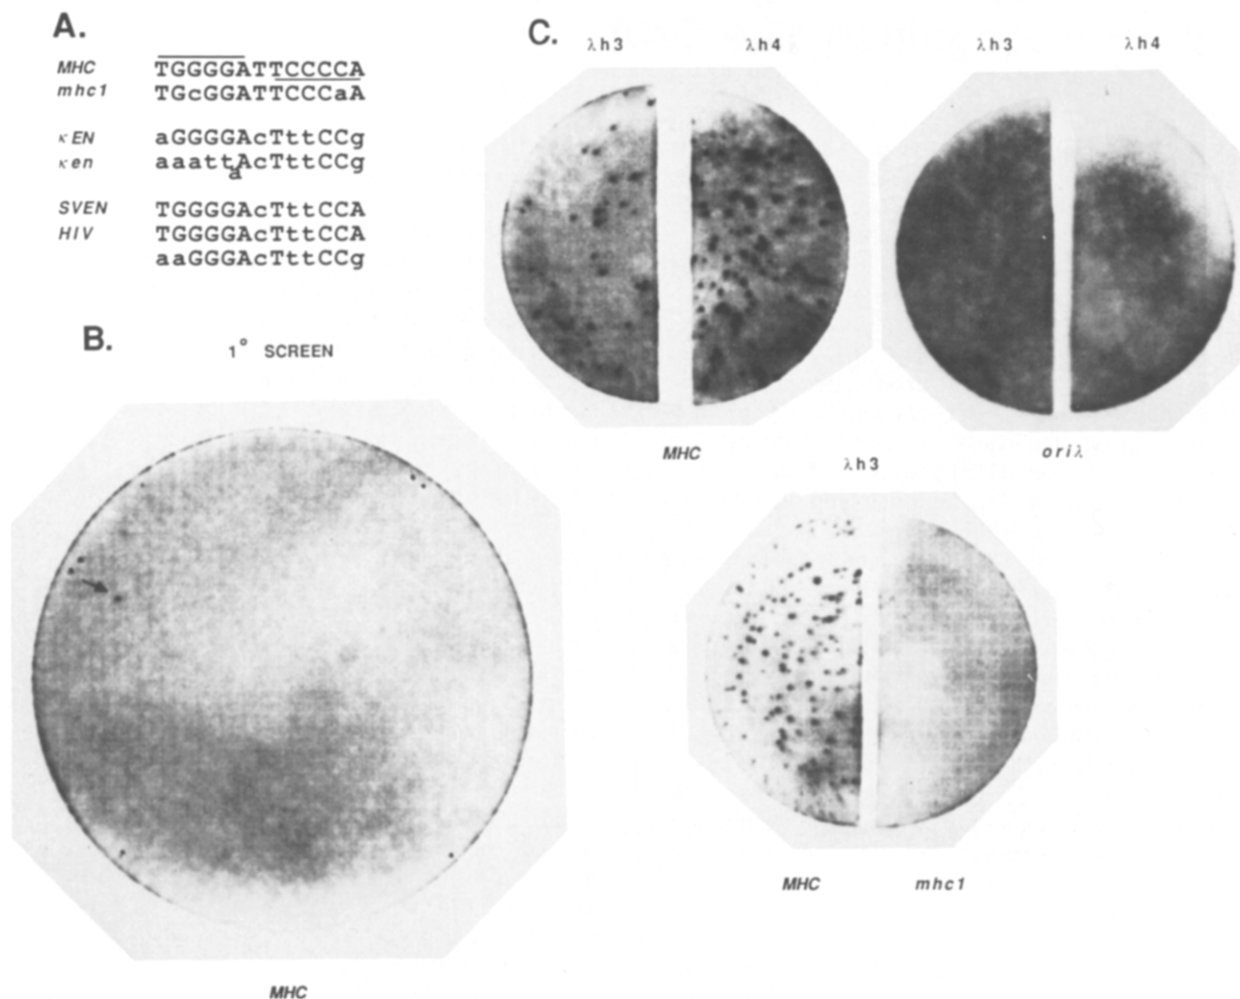 A.
MHC TGGGGATTCCCCA
mhc1 TGcGGATTCCCaA
κEN aGGGGAcTttCCg
κen aaattAcTttCCg
a
SVEN TGGGGAcTttCCA
HIV TGGGGAcTttCCA
aaGGGAcTttCCg
B.
1° SCREEN
MHC
C.
λh3 λh4 λh3 λh4
MHC oriλ
λh3
MHC mhc1